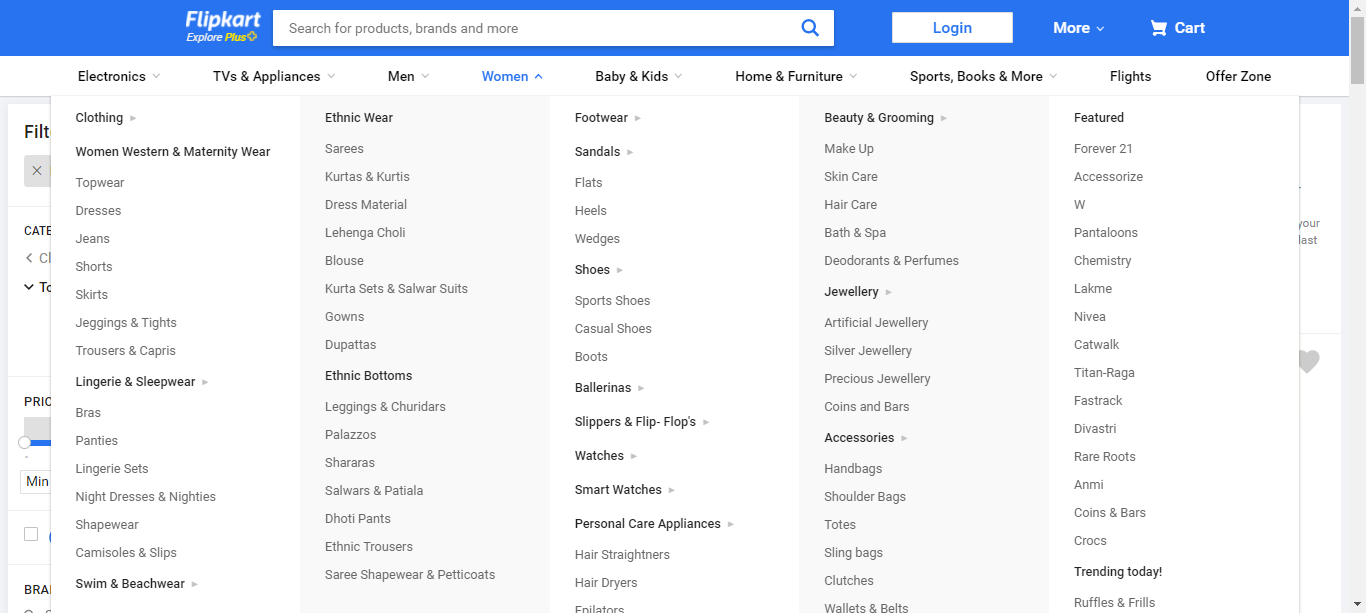 Flipkart
Explore Plus
Search for products, brands and more
Login
More
Cart
Electronics
TVs & Appliances
Men
Women
Baby & Kids
Home & Furniture
Sports, Books & More
Flights
Offer Zone
Filt
CATE
Cl
To
PRIC
Min
BRA
Clothing
Women Western & Maternity Wear
Topwear
Dresses
Jeans
Shorts
Skirts
Jeggings & Tights
Trousers & Capris
Lingerie & Sleepwear
Bras
Panties
Lingerie Sets
Night Dresses & Nighties
Shapewear
Camisoles & Slips
Swim & Beachwear
Ethnic Wear
Sarees
Kurtas & Kurtis
Dress Material
Lehenga Choli
Blouse
Kurta Sets & Salwar Suits
Gowns
Dupattas
Ethnic Bottoms
Leggings & Churidars
Palazzos
Shararas
Salwars & Patiala
Dhoti Pants
Ethnic Trousers
Saree Shapewear & Petticoats
Footwear
Sandals
Flats
Heels
Wedges
Shoes
Sports Shoes
Casual Shoes
Boots
Ballerinas
Slippers & Flip- Flop's
Watches
Smart Watches
Personal Care Appliances
Hair Straightners
Hair Dryers
Epilators
Beauty & Grooming
Make Up
Skin Care
Hair Care
Bath & Spa
Deodorants & Perfumes
Jewellery
Artificial Jewellery
Silver Jewellery
Precious Jewellery
Coins and Bars
Accessories
Handbags
Shoulder Bags
Totes
Sling bags
Clutches
Wallets & Belts
Featured
Forever 21
Accessorize
W
Pantaloons
Chemistry
Lakme
Nivea
Catwalk
Titan-Raga
Fastrack
Divastri
Rare Roots
Anmi
Coins & Bars
Crocs
Trending today!
Ruffles & Frills
your
last